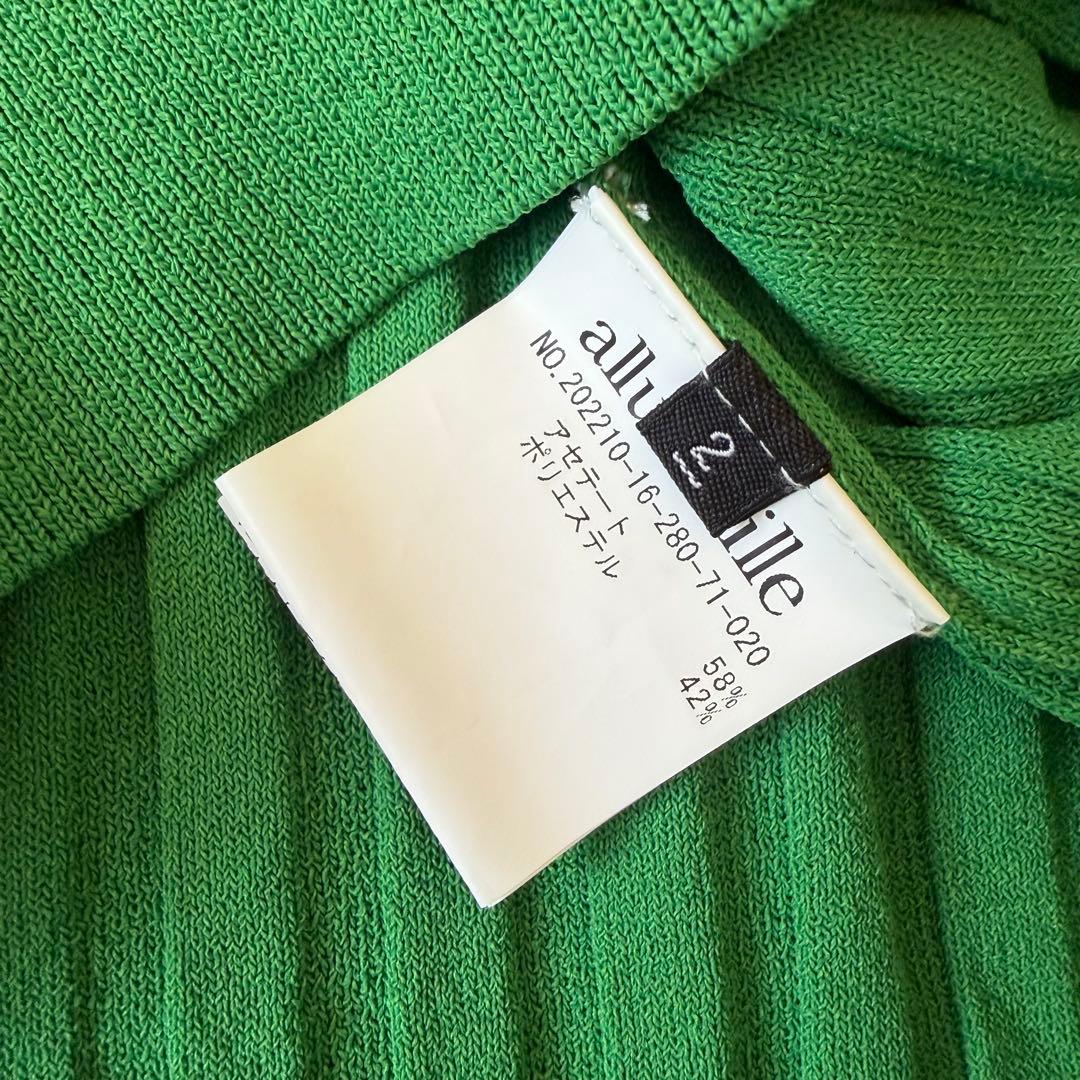 allu ille
2
NO.202210-16-280-71-020
アセテート 58%
ポリエステル 42%